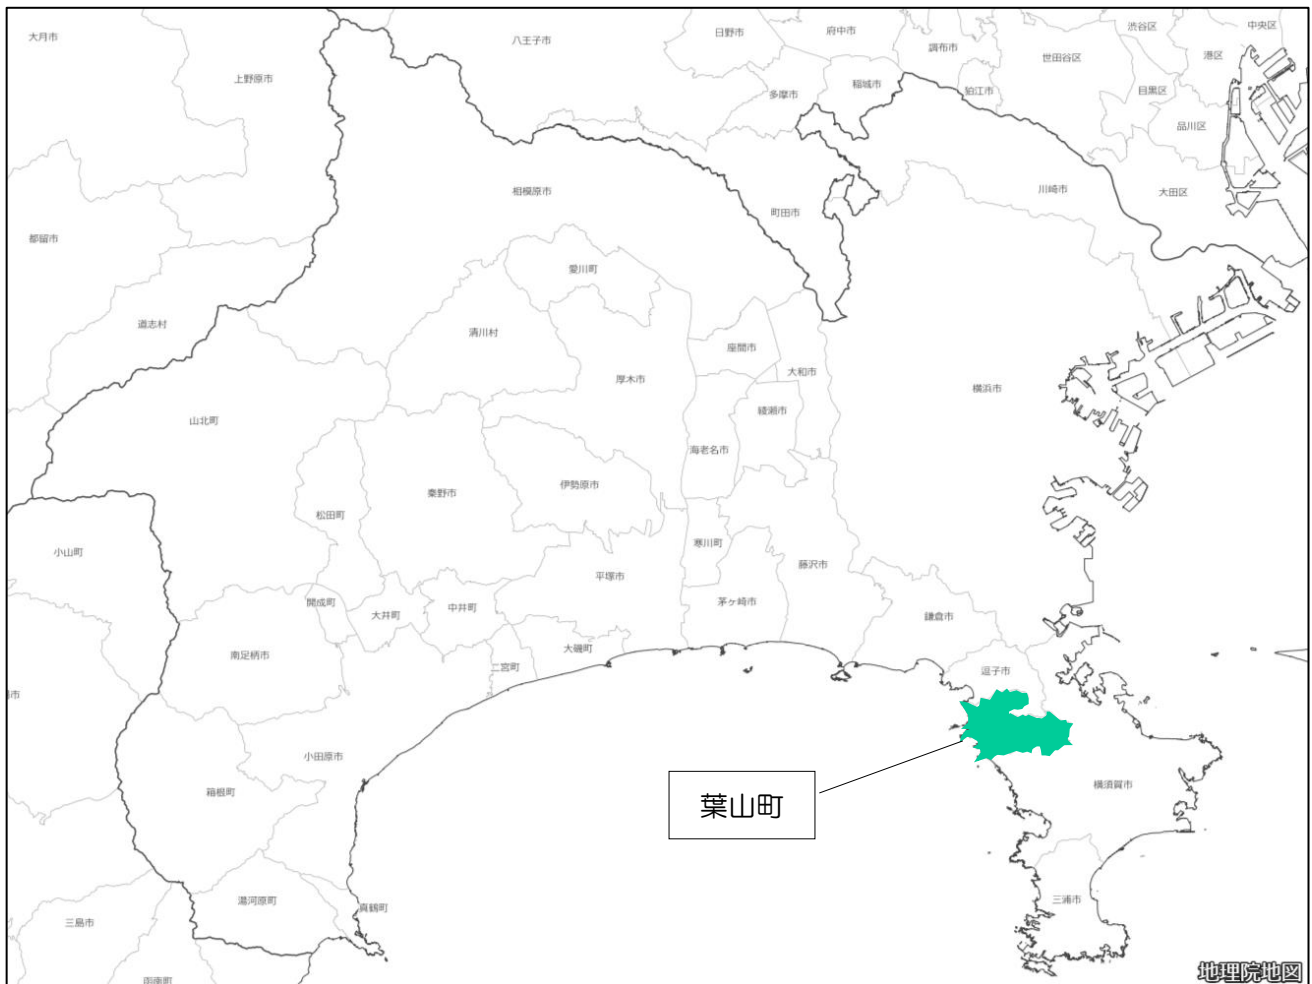 大月市
八王子市
日野市
府中市
渋谷区
中央区
調布市
世田谷区
港区
上野原市
多摩市
稲城市
狛江市
目黒区
品川区
相模原市
川崎市
大田区
町田市
都留市
愛川町
道志村
清川村
座間市
大和市
厚木市
横浜市
綾瀬市
山北町
海老名市
伊勢原市
秦野市
松田町
寒川町
小山町
藤沢市
平塚市
開成町
大井町
中井町
茅ヶ崎市
鎌倉市
大磯町
南足柄市
二宮町
逗子市
市
小田原市
箱根町
横須賀市
葉山町
湯河原町
真鶴町
三浦市
三島市
函南町
地理院地図